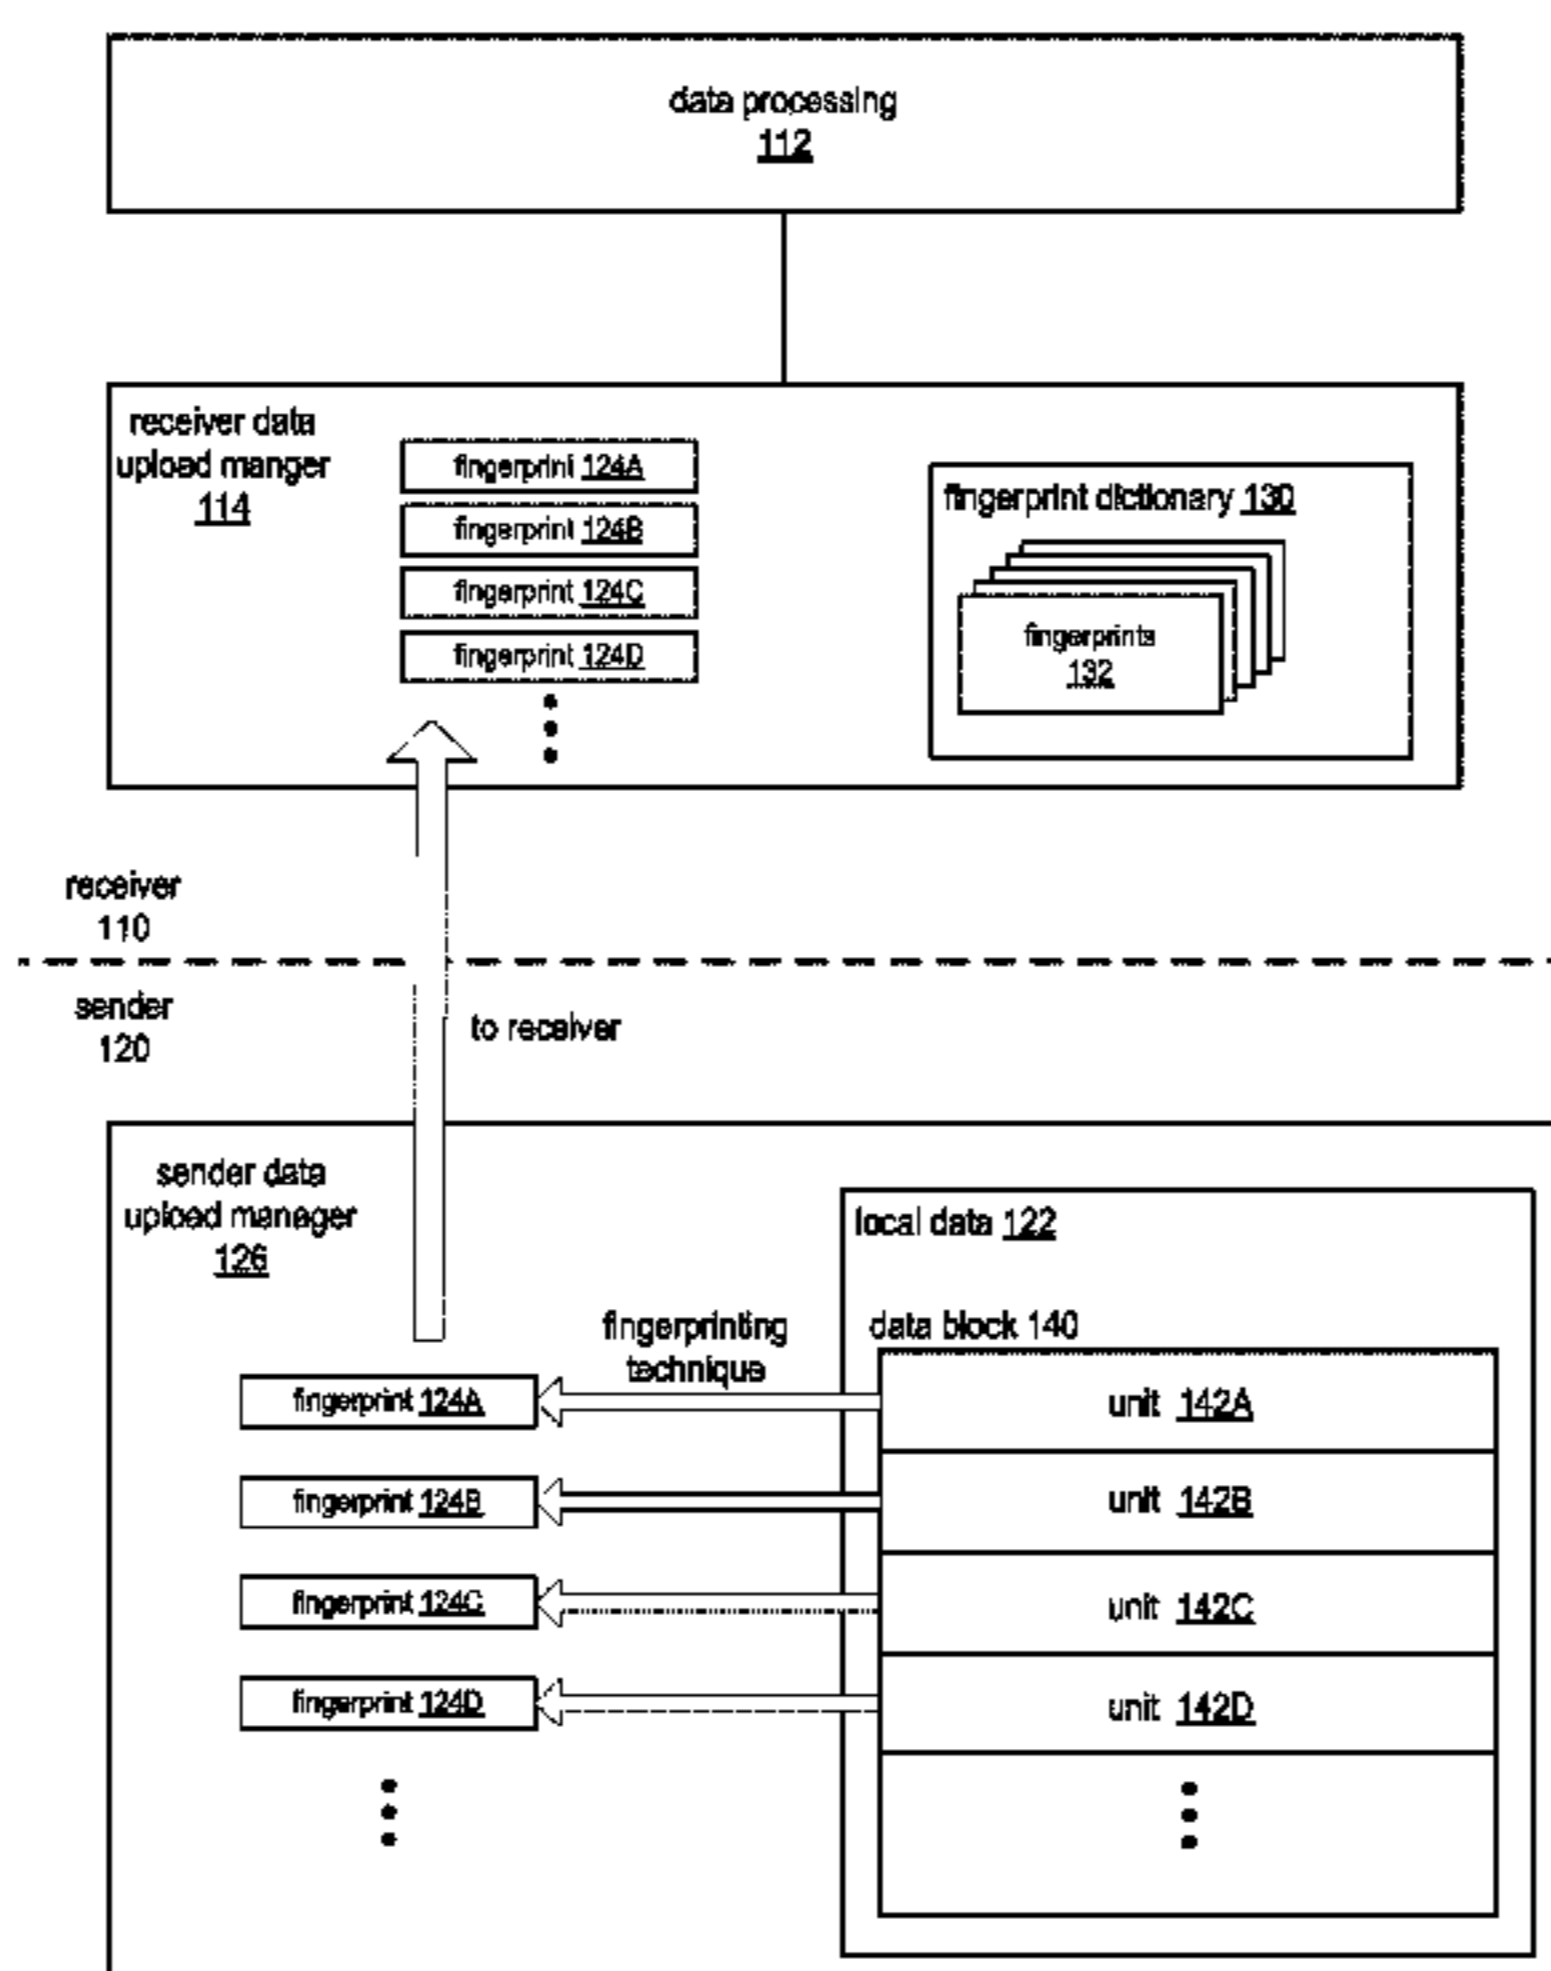 data processing
112
receiver data
upload manger
114
fingerprint 124A
fingerprint 124B
fingerprint 124C
fingerprint 124D
fingerprint dictionary 130
fingerprints
132
receiver
110
sender
120
to receiver
sender data
upload manager
126
local data 122
fingerprinting
technique
data block 140
fingerprint 124A
unit 142A
fingerprint 124B
unit 142B
fingerprint 124C
unit 142C
fingerprint 124D
unit 142D